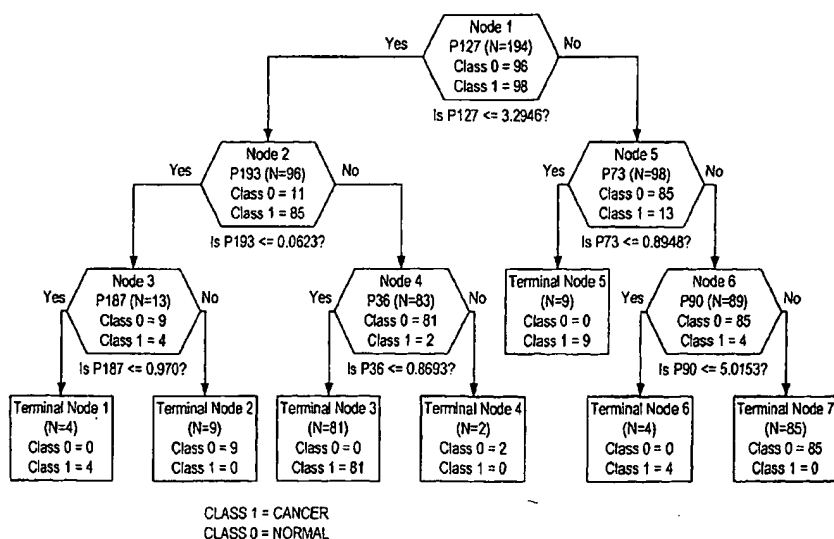 Node 1
P127 (N=194)
Class 0 = 96
Class 1 = 98
Yes
No
Is P127 <= 3.2946?
Node 2
P193 (N=96)
Class 0 = 11
Class 1 = 85
Yes
No
Is P193 <= 0.0623?
Node 5
P73 (N=98)
Class 0 = 85
Class 1 = 13
Yes
No
Is P73 <= 0.8948?
Node 3
P187 (N=13)
Class 0 = 9
Class 1 = 4
Yes
No
Is P187 <= 0.970?
Node 4
P36 (N=83)
Class 0 = 81
Class 1 = 2
Yes
No
Is P36 <= 0.8693?
Terminal Node 5
(N=9)
Class 0 = 0
Class 1 = 9
Node 6
P90 (N=89)
Class 0 = 85
Class 1 = 4
Yes
No
Is P90 <= 5.0153?
Terminal Node 1
(N=4)
Class 0 = 0
Class 1 = 4
Terminal Node 2
(N=9)
Class 0 = 9
Class 1 = 0
Terminal Node 3
(N=81)
Class 0 = 0
Class 1 = 81
Terminal Node 4
(N=2)
Class 0 = 2
Class 1 = 0
Terminal Node 6
(N=4)
Class 0 = 0
Class 1 = 4
Terminal Node 7
(N=85)
Class 0 = 85
Class 1 = 0
CLASS 1 = CANCER
CLASS 0 = NORMAL